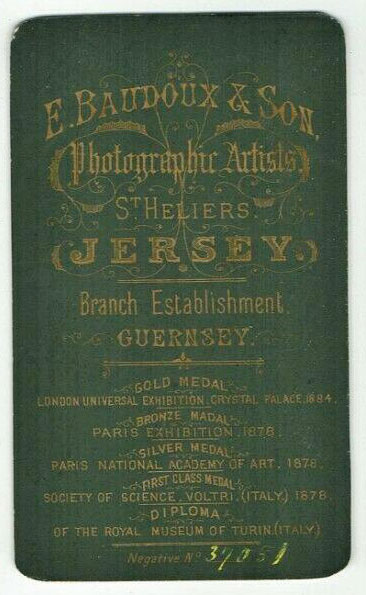 E. BAUDOUX & SON,
Photographic Artists
ST HELIERS.
JERSEY.
Branch Establishment.
GUERNSEY.
GOLD MEDAL
LONDON UNIVERSAL EXHIBITION. CRYSTAL PALACE, 1884.
BRONZE MADAL
PARIS EXHIBITION, 1878.
SILVER MEDAL
PARIS NATIONAL ACADEMY OF ART, 1878.
FIRST CLASS MEDAL
SOCIETY OF SCIENCE, VOLTRI, (ITALY.) 1878.
DIPLOMA
OF THE ROYAL MUSEUM OF TURIN.(ITALY)
Negative No 37051